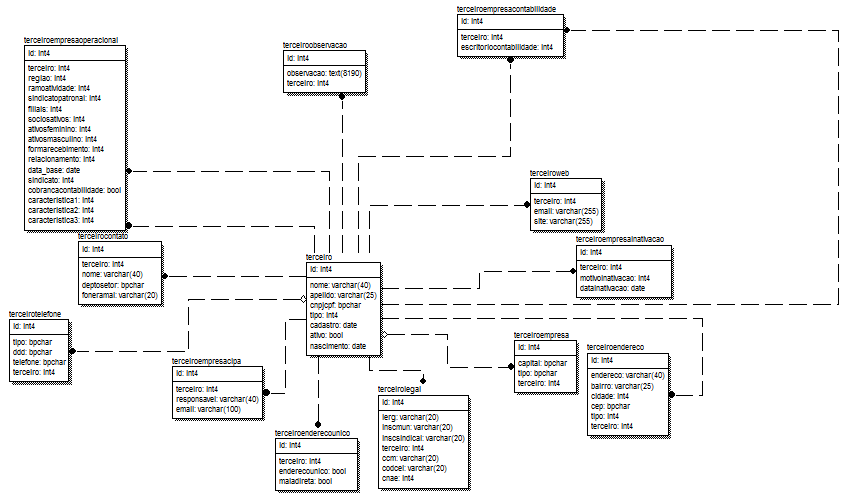 terceiroempresaoperacional
id: int4
terceiro: int4
regiao: int4
ramoatividade: int4
sindicatopatronal: int4
filiais: int4
sociosativos: int4
ativosfeminino: int4
ativosmasculino: int4
formarecebimento: int4
relacionamento: int4
data_base: date
sindicato: int4
cobrancacontabilidade: bool
caracteristica1: int4
caracteristica2: int4
caracteristica3: int4
terceiroobservacao
id: int4
observacao: text(8190)
terceiro: int4
terceiroempresacontabilidade
id: int4
terceiro: int4
escritoriocontabilidade: int4
terceiroweb
id: int4
terceiro: int4
email: varchar(255)
site: varchar(255)
terceirocontato
id: int4
terceiro: int4
nome: varchar(40)
deptosetor: bpchar
foneramal: varchar(20)
terceiro
id: int4
nome: varchar(40)
apelido: varchar(25)
cnpjcpf: bpchar
tipo: int4
cadastro: date
ativo: bool
nascimento: date
terceiroempresainativacao
id: int4
terceiro: int4
motivoinativacao: int4
datainativacao: date
terceirotelefone
id: int4
tipo: bpchar
ddd: bpchar
telefone: bpchar
terceiro: int4
terceiroempresacipa
id: int4
terceiro: int4
responsavel: varchar(40)
email: varchar(100)
terceiroempresa
id: int4
capital: bpchar
tipo: bpchar
terceiro: int4
terceiroendereco
id: int4
endereco: varchar(40)
bairro: varchar(25)
cidade: int4
cep: bpchar
tipo: int4
terceiro: int4
terceirolegal
id: int4
ierg: varchar(20)
inscmun: varchar(20)
inscsindical: varchar(20)
terceiro: int4
ccm: varchar(20)
codcei: varchar(20)
cnae: int4
terceiroenderecounico
id: int4
terceiro: int4
enderecounico: bool
maladireta: bool